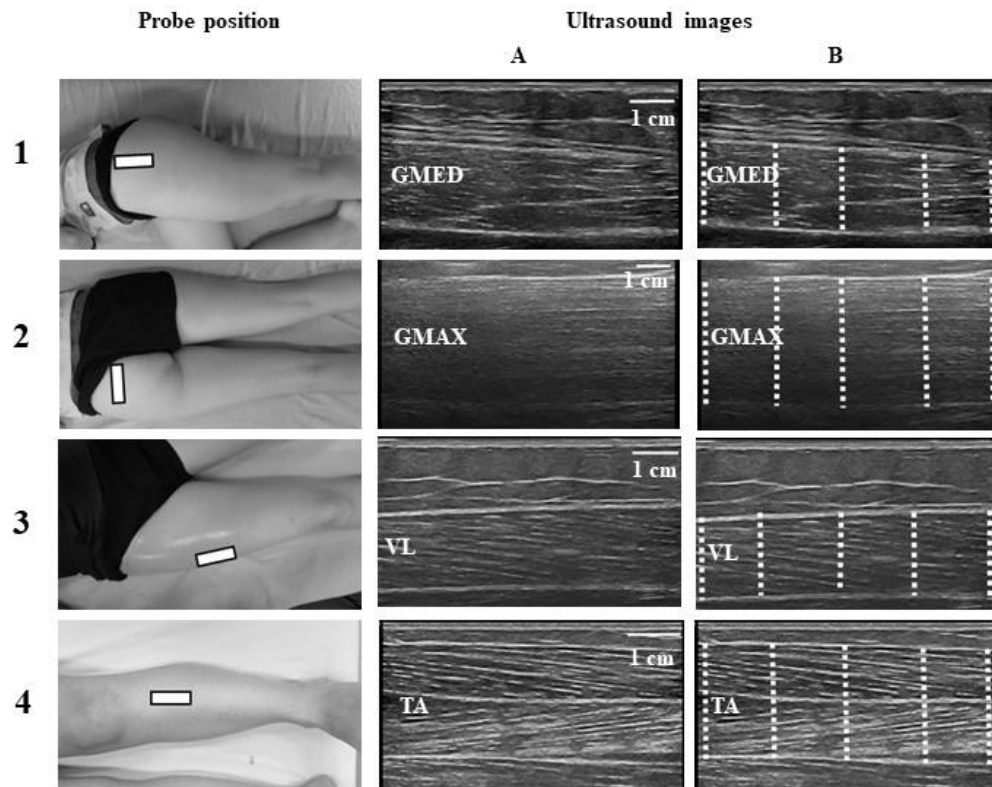 Probe position
Ultrasound images
A
B
1
1 cm
GMED
GMED
2
1 cm
GMAX
GMAX
3
1 cm
VL
VL
4
1 cm
TA
TA